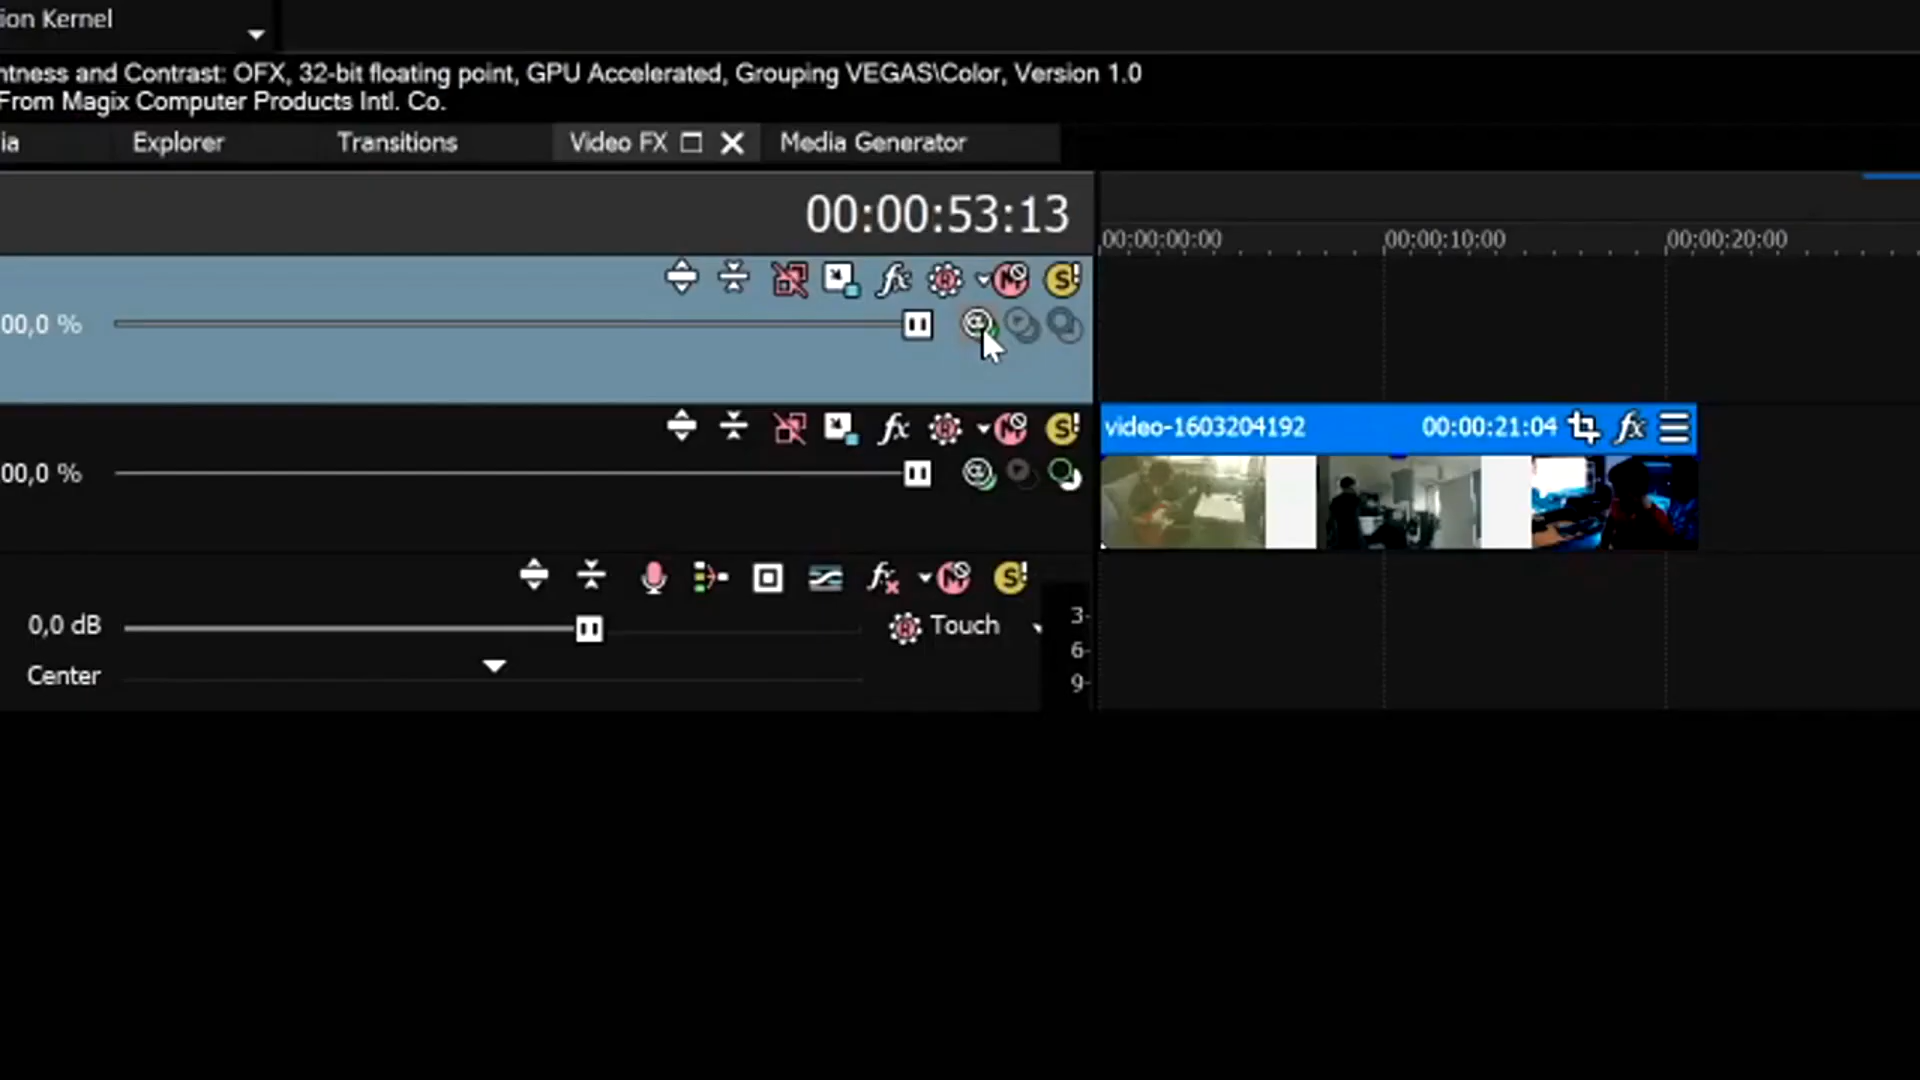 ion Kernel
ntness and Contrast: OFX, 32-bit floating point, GPU Accelerated, Grouping VEGAS\Color, Version 1.0
From Magix Computer Products Intl. Co.
ia Explorer Transitions Video FX Media Generator
00:00:53:13
00:00:00:00 00:00:10:00 00:00:20:00
00,0 %
video-1603204192 00:00:21:04
00,0 %
0,0 dB Touch
Center
3-
6-
9-